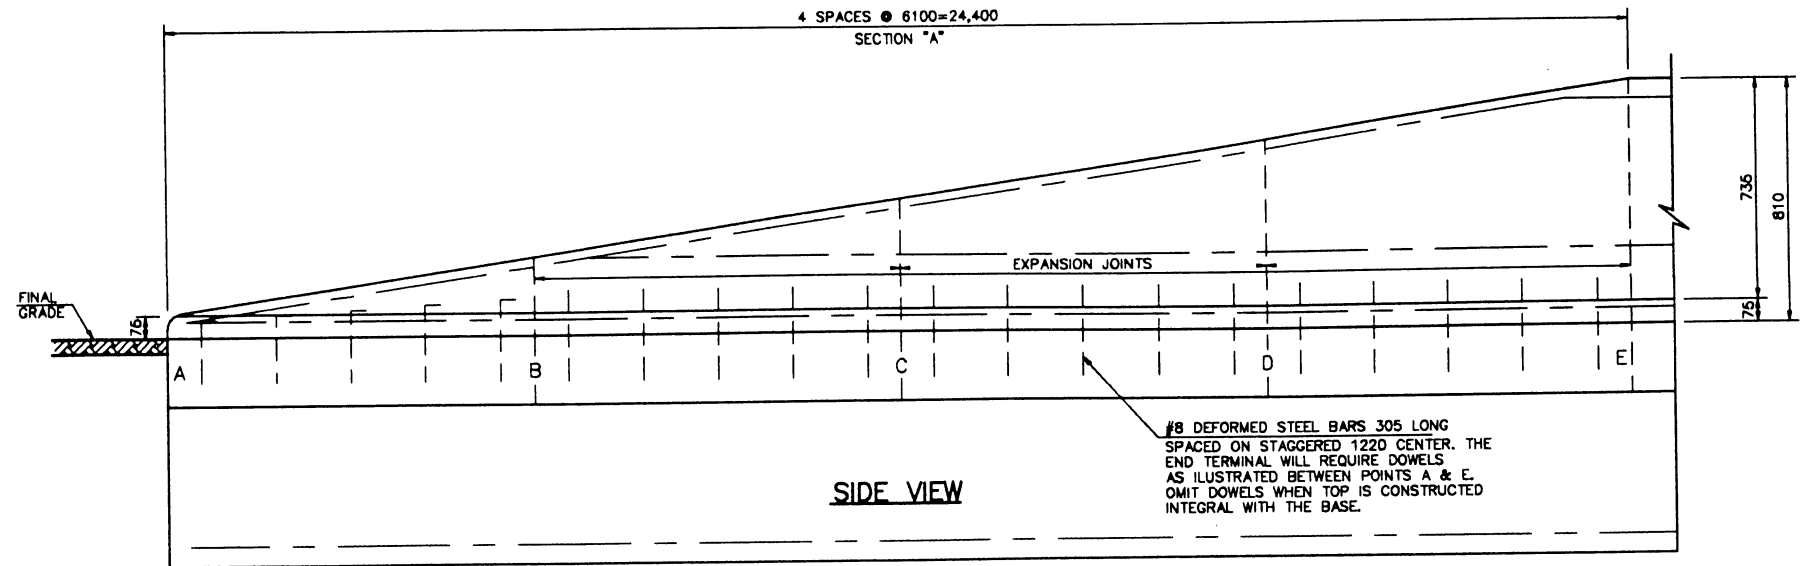 4 SPACES @ 6100=24,400
SECTION "A"
735
810
EXPANSION JOINTS
FINAL
GRADE
76
75
A
B
C
D
E
#8 DEFORMED STEEL BARS 305 LONG
SPACED ON STAGGERED 1220 CENTER. THE
END TERMINAL WILL REQUIRE DOWELS
AS ILUSTRATED BETWEEN POINTS A & E.
OMIT DOWELS WHEN TOP IS CONSTRUCTED
INTEGRAL WITH THE BASE.
SIDE VIEW